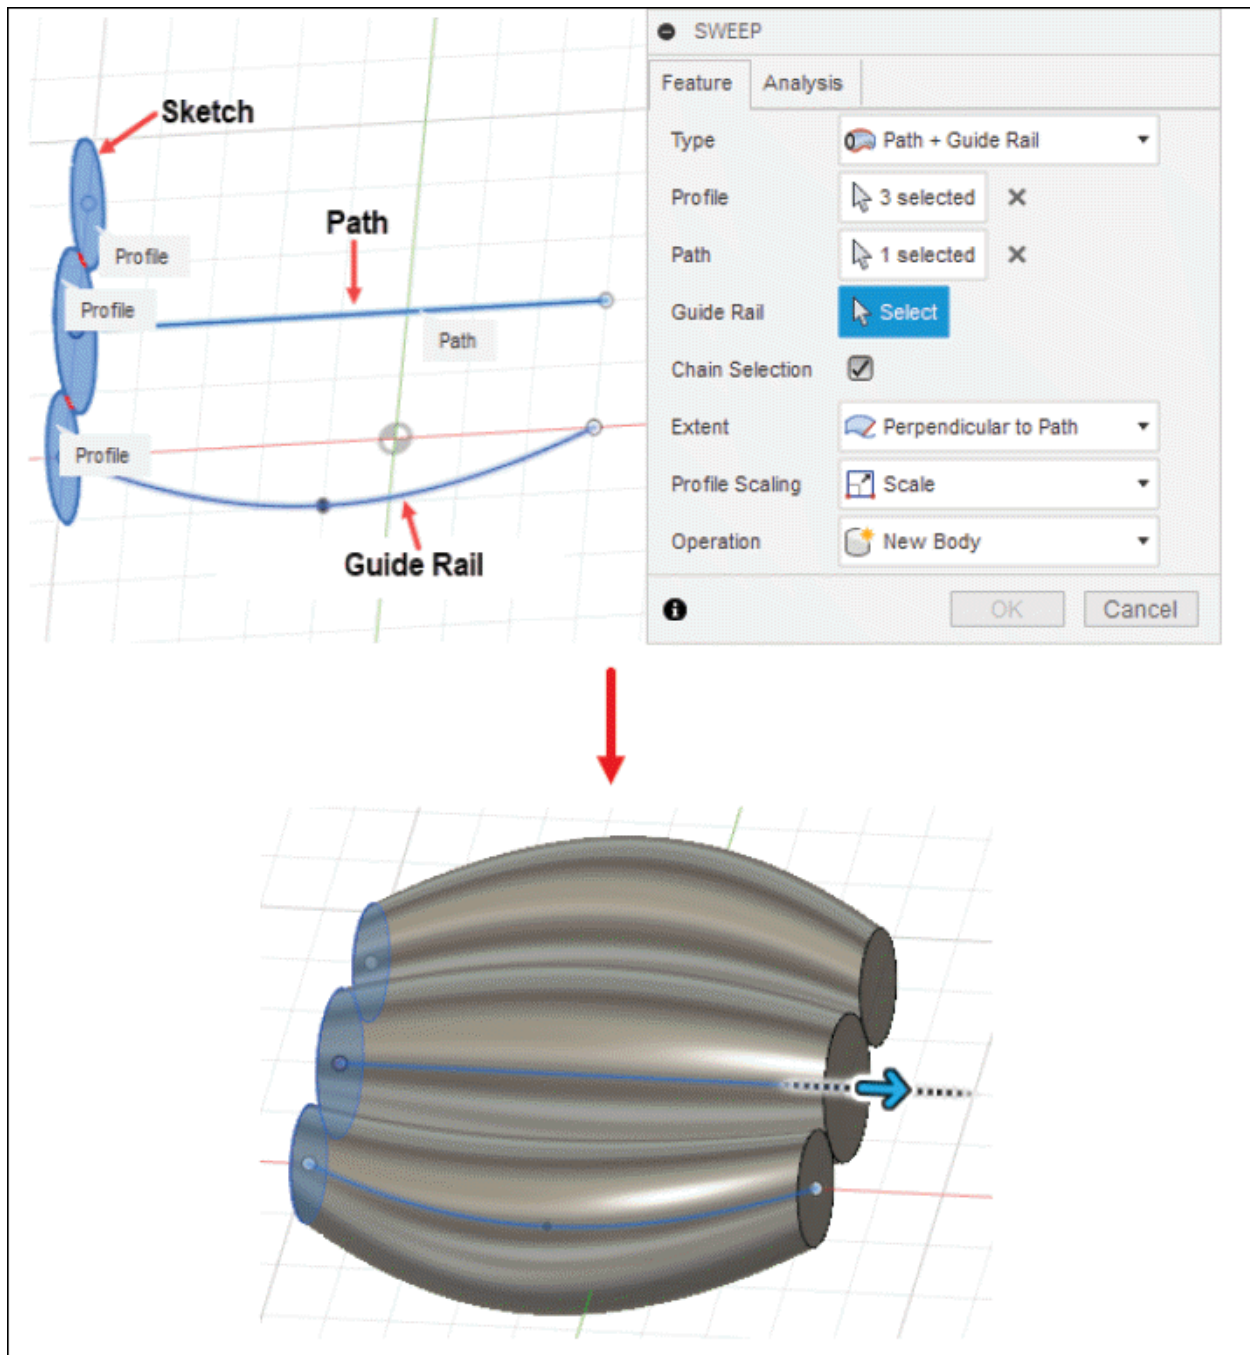 Sketch
Path
Profile
Profile
Path
Profile
Guide Rail
SWEEP
Feature Analysis
Type Path + Guide Rail
Profile 3 selected
Path 1 selected
Guide Rail Select
Chain Selection
Extent Perpendicular to Path
Profile Scaling Scale
Operation New Body
OK Cancel